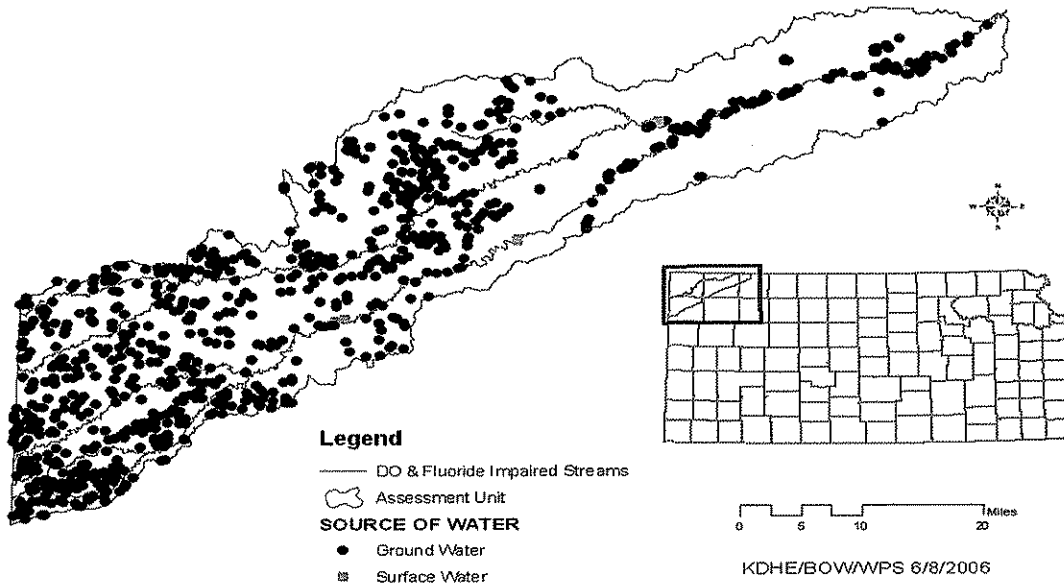 N
W
E
S
Legend
DO & Fluoride Impaired Streams
Assessment Unit
SOURCE OF WATER
Ground Water
Surface Water
0 5 10 20
Miles
KDHE/BOW/WPS 6/8/2006